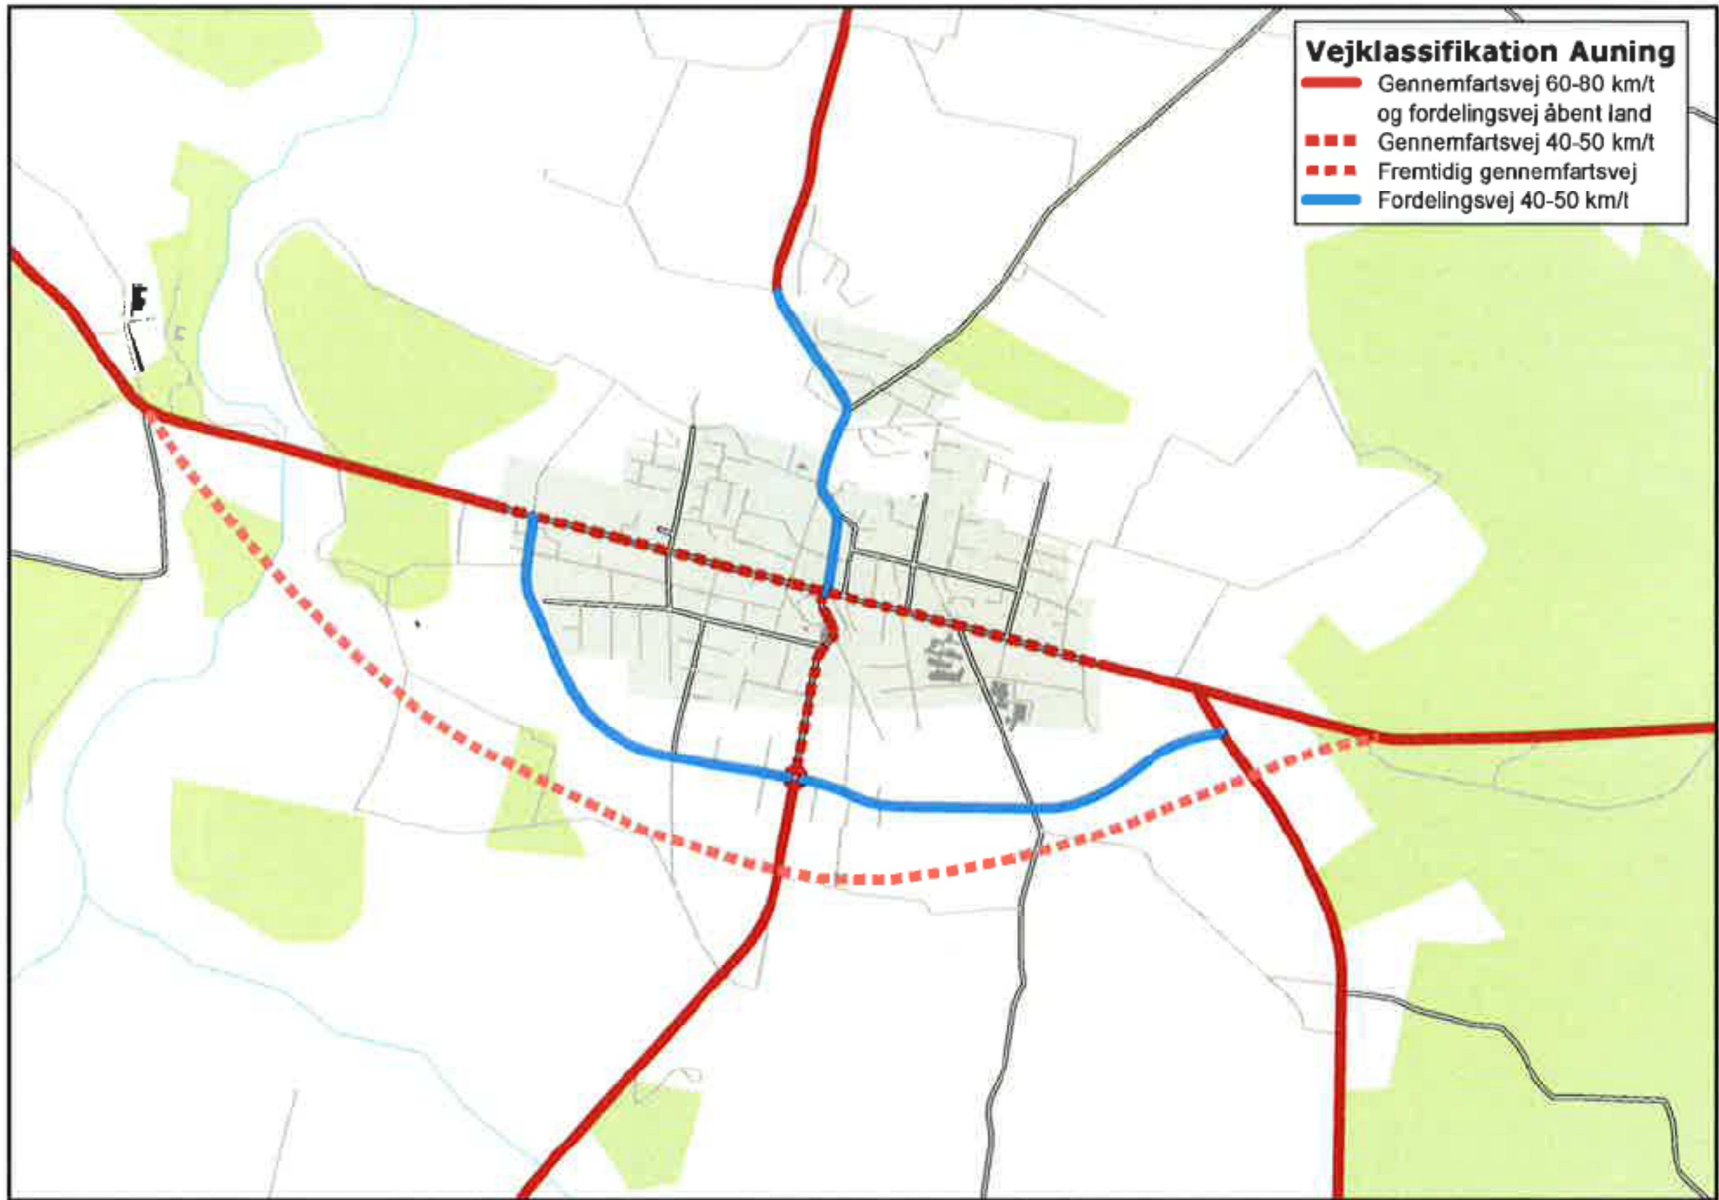 Vejklassifikation Auning
Gennemfartsvej 60-80 km/t
og fordelingsvej åbent land
Gennemfartsvej 40-50 km/t
Fremtidig gennemfartsvej
Fordelingsvej 40-50 km/t